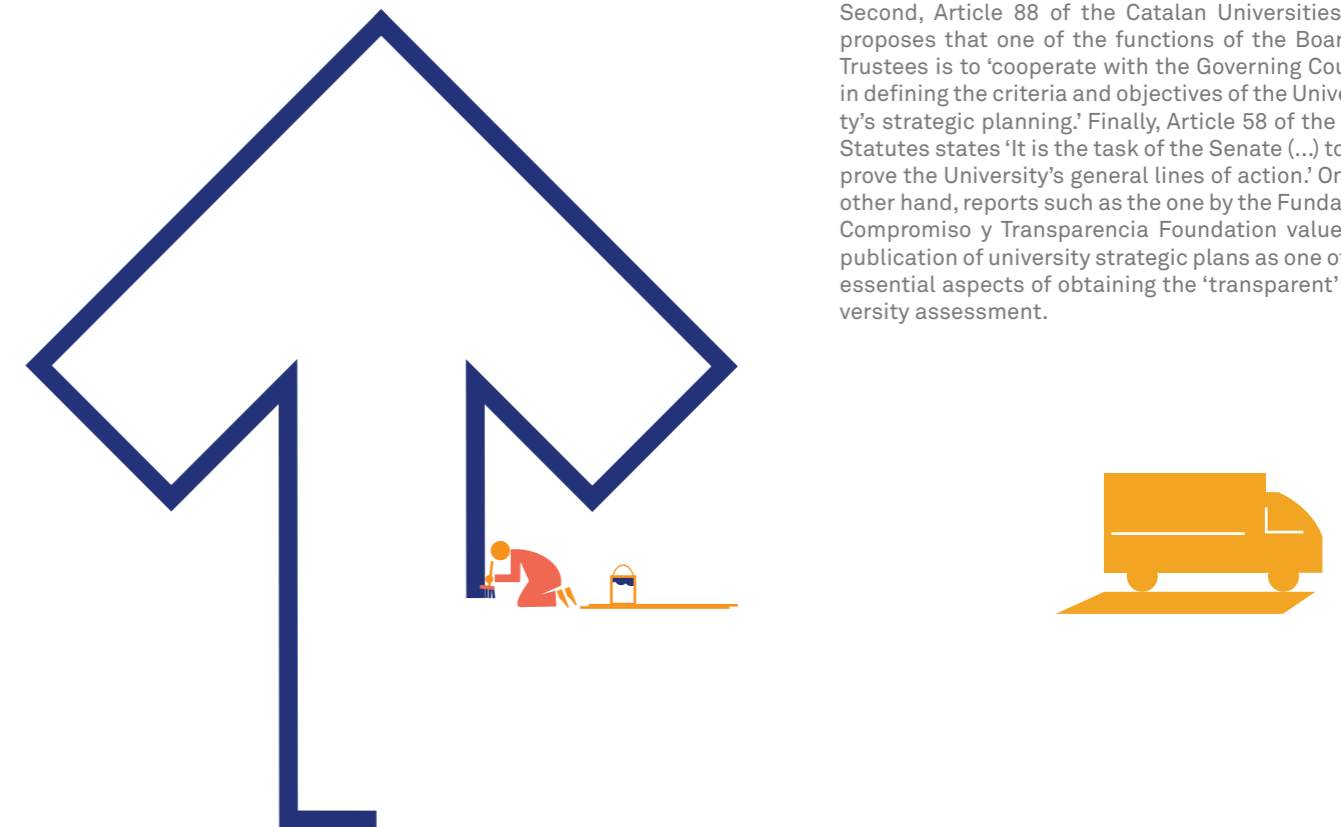 Second, Article 88 of the Catalan Universities
proposes that one of the functions of the Boar
Trustees is to ‘cooperate with the Governing Cou
in defining the criteria and objectives of the Unive
ty’s strategic planning.’ Finally, Article 58 of the
Statutes states ‘It is the task of the Senate (...) to
prove the University’s general lines of action.’ On
other hand, reports such as the one by the Funda
Compromiso y Transparencia Foundation value
publication of university strategic plans as one of
essential aspects of obtaining the ‘transparent’
versity assessment.